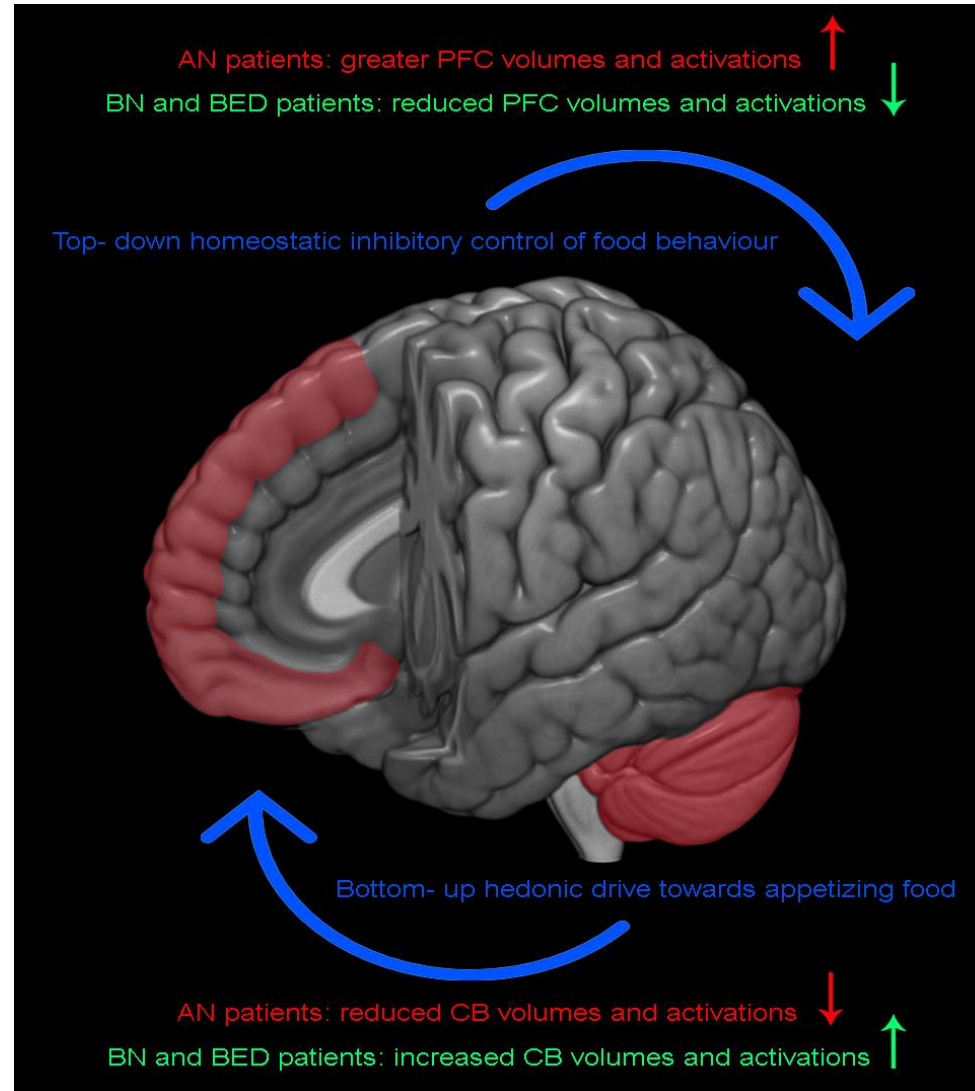 AN patients: greater PFC volumes and activations
BN and BED patients: reduced PFC volumes and activations
Top- down homeostatic inhibitory control of food behaviour
Bottom- up hedonic drive towards appetizing food
AN patients: reduced CB volumes and activations
BN and BED patients: increased CB volumes and activations